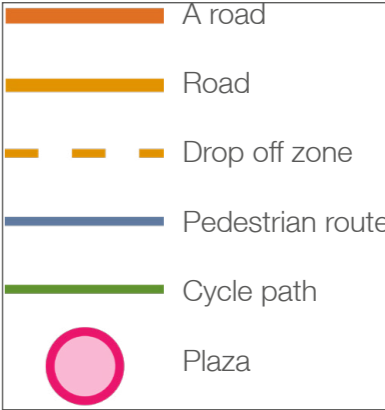 A road
Road
Drop off zone
Pedestrian route
Cycle path
Plaza